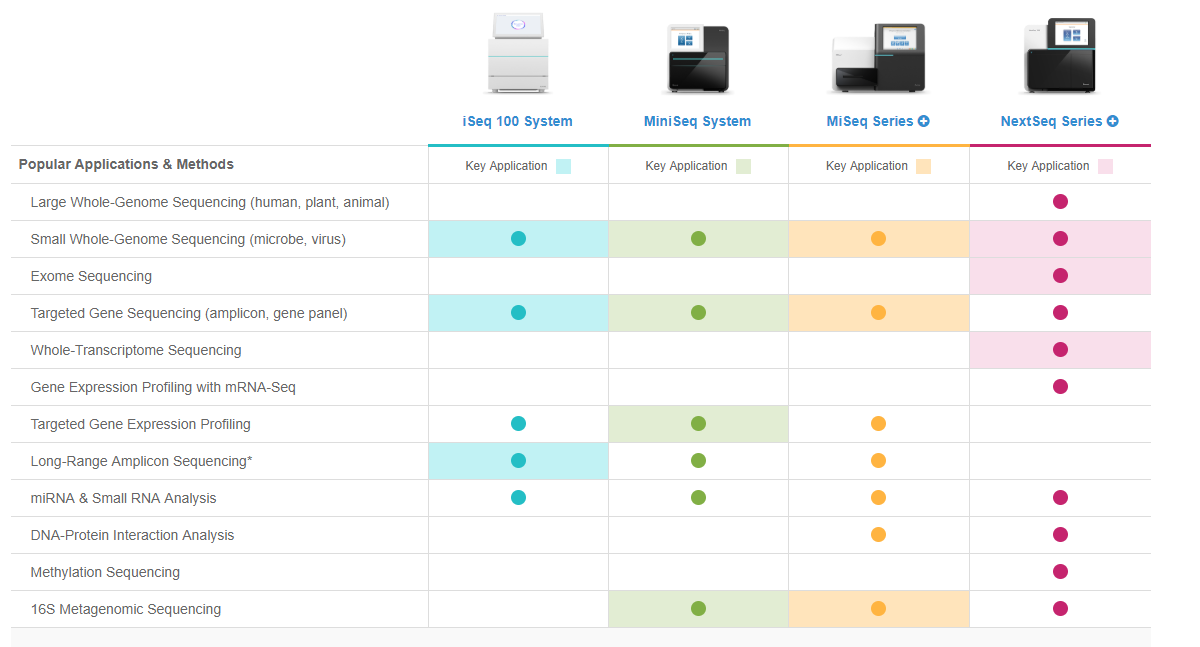 iSeq 100 System MiniSeq System MiSeq Series NextSeq Series
Popular Applications & Methods Key Application Key Application Key Application Key Application
Large Whole-Genome Sequencing (human, plant, animal)
Small Whole-Genome Sequencing (microbe, virus)
Exome Sequencing
Targeted Gene Sequencing (amplicon, gene panel)
Whole-Transcriptome Sequencing
Gene Expression Profiling with mRNA-Seq
Targeted Gene Expression Profiling
Long-Range Amplicon Sequencing*
miRNA & Small RNA Analysis
DNA-Protein Interaction Analysis
Methylation Sequencing
16S Metagenomic Sequencing